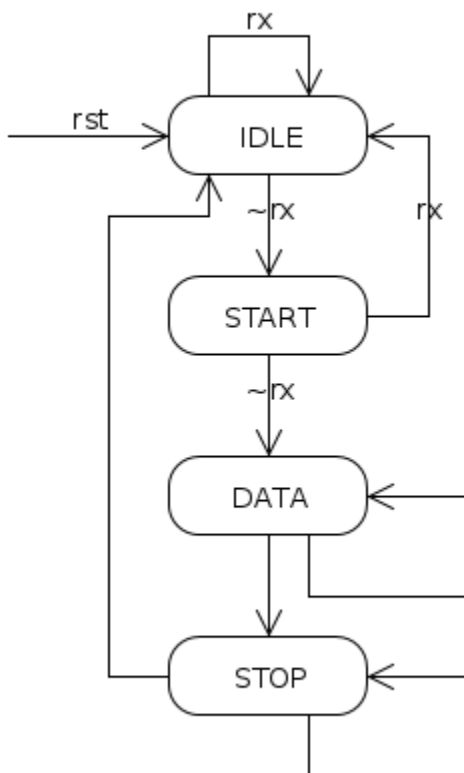 rx
rst
IDLE
~rx
rx
START
~rx
DATA
STOP